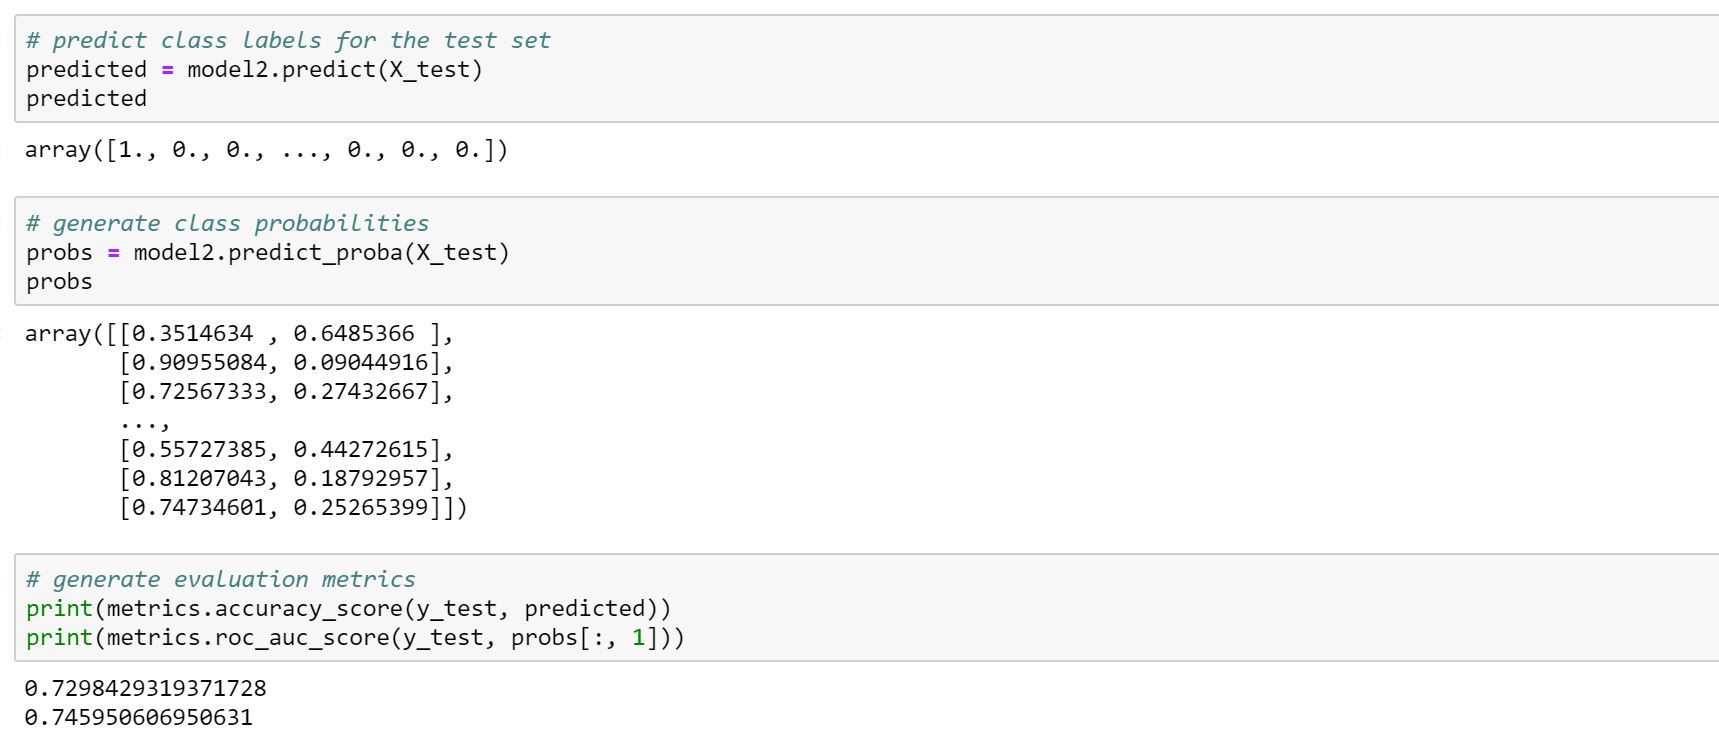 # predict class labels for the test set
predicted = model2.predict(X_test)
predicted
array([1., 0., 0., ..., 0., 0., 0.])
# generate class probabilities
probs = model2.predict_proba(X_test)
probs
array([[0.3514634 , 0.6485366 ],
       [0.90955084, 0.09044916],
       [0.72567333, 0.27432667],
       ...,
       [0.55727385, 0.44272615],
       [0.81207043, 0.18792957],
       [0.74734601, 0.25265399]])
# generate evaluation metrics
print(metrics.accuracy_score(y_test, predicted))
print(metrics.roc_auc_score(y_test, probs[:, 1]))
0.7298429319371728
0.745950606950631